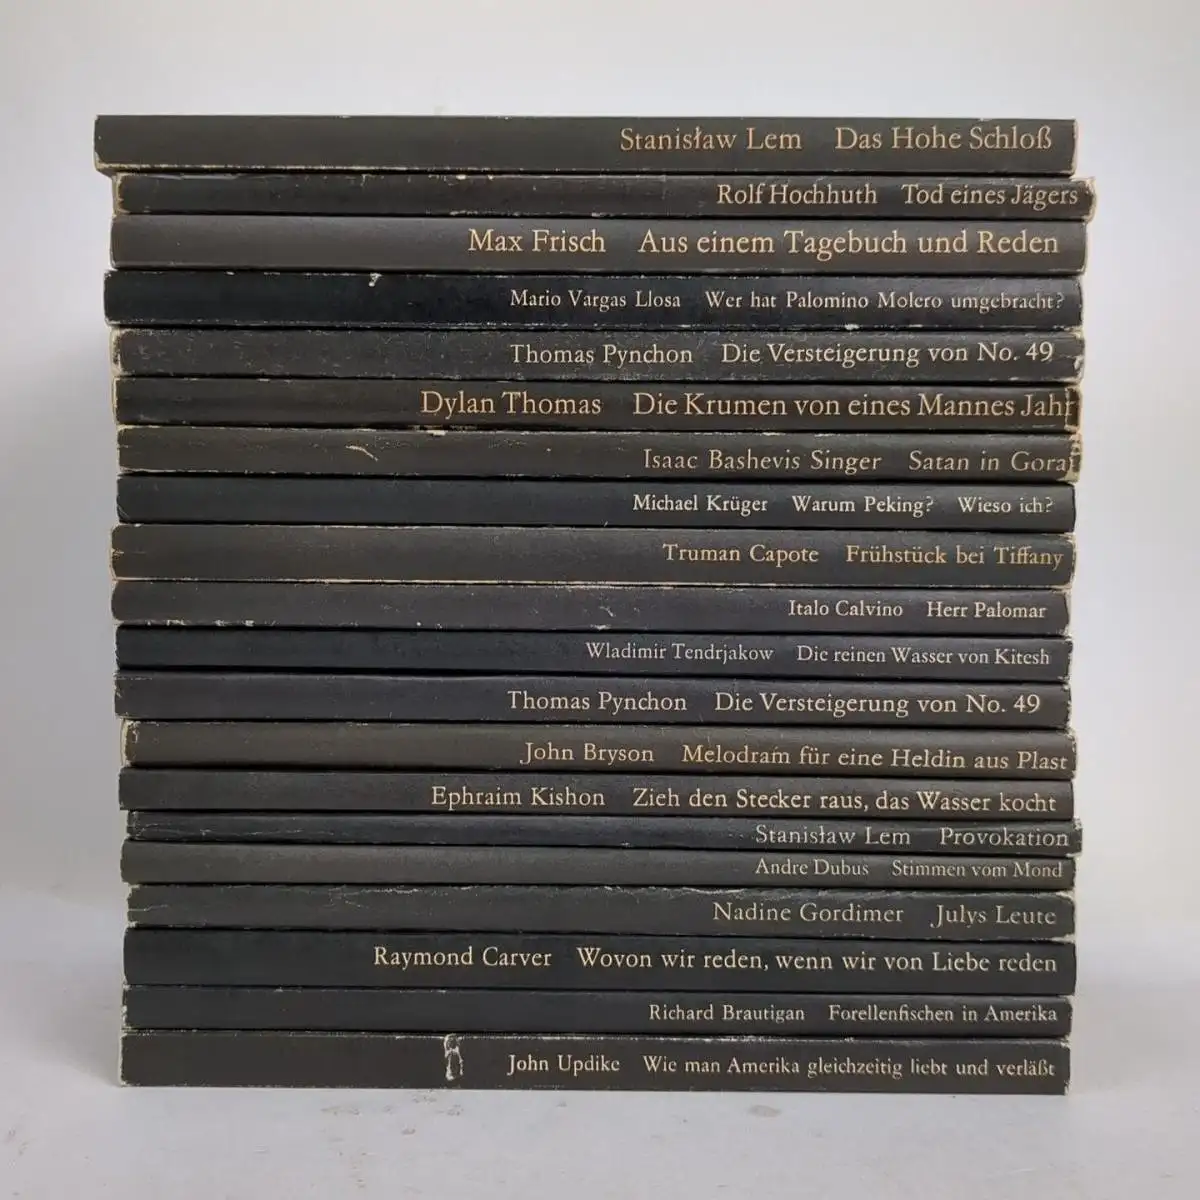 Stanisław Lem Das Hohe Schloß
Rolf Hochhuth Tod eines Jägers
Max Frisch Aus einem Tagebuch und Reden
Mario Vargas Llosa Wer hat Palomino Molero umgebracht?
Thomas Pynchon Die Versteigerung von No. 49
Dylan Thomas Die Krumen von eines Mannes Jahr
Isaac Bashevis Singer Satan in Goraj
Michael Krüger Warum Peking? Wieso ich?
Truman Capote Frühstück bei Tiffany
Italo Calvino Herr Palomar
Wladimir Tendrjakow Die reinen Wasser von Kitesh
Thomas Pynchon Die Versteigerung von No. 49
John Bryson Melodram für eine Heldin aus Plast
Ephraim Kishon Zieh den Stecker raus, das Wasser kocht
Stanisław Lem Provokation
Andre Dubus Stimmen vom Mond
Nadine Gordimer Julys Leute
Raymond Carver Wovon wir reden, wenn wir von Liebe reden
Richard Brautigan Forellenfischen in Amerika
John Updike Wie man Amerika gleichzeitig liebt und verläßt